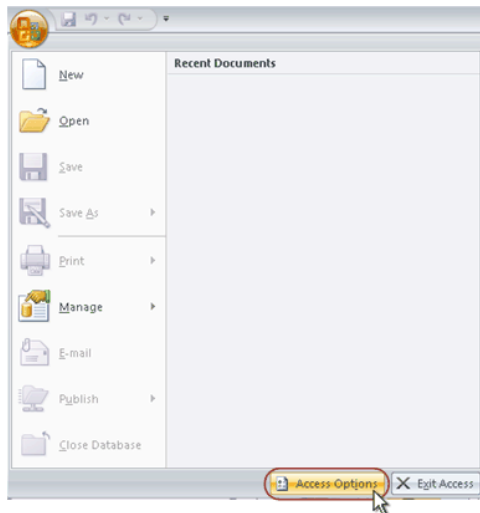 Recent Documents
New
Open
Save
Save As
Print
Manage
E-mail
Publish
Close Database
Access Options
Exit Access